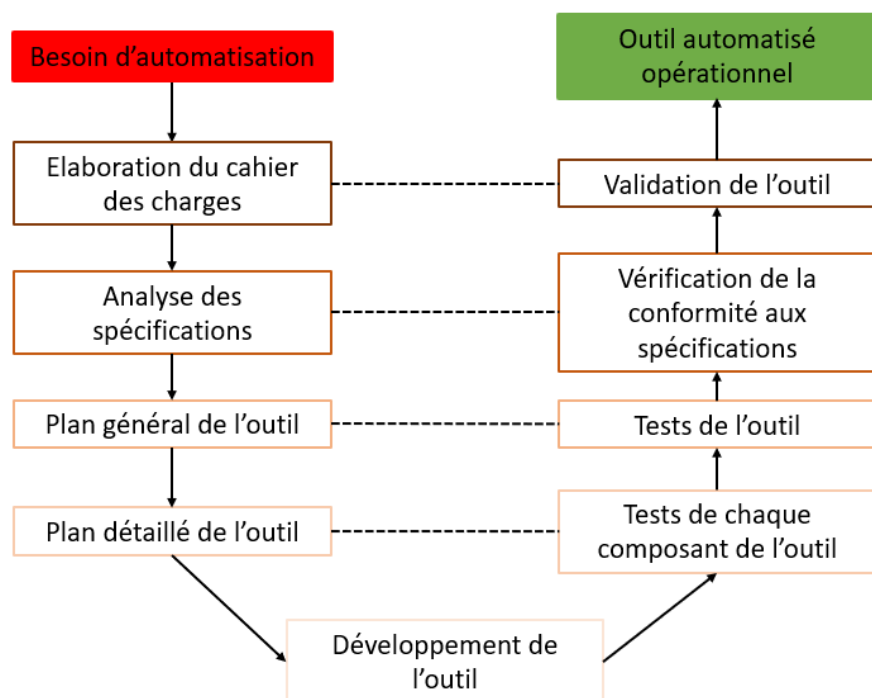 Besoin d'automatisation
Elaboration du cahier
des charges
Analyse des
spécifications
Plan général de l'outil
Plan détaillé de l'outil
Développement de
l'outil
Tests de chaque
composant de l'outil
Tests de l'outil
Vérification de la
conformité aux
spécifications
Validation de l'outil
Outil automatisé
opérationnel